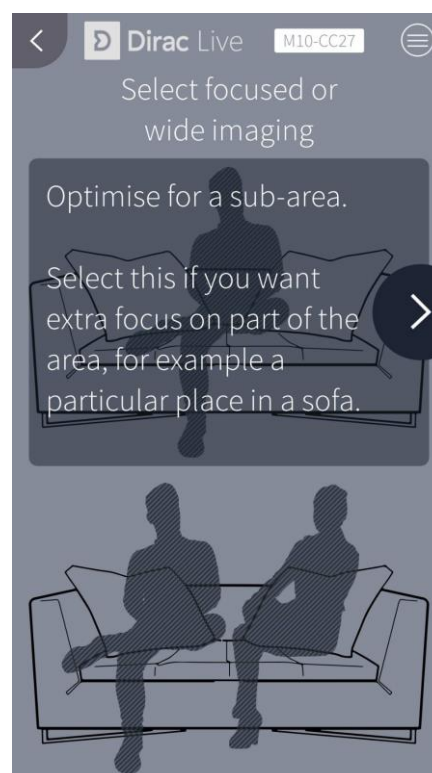 Dirac Live M10-CC27
Select focused or
wide imaging
Optimise for a sub-area.
Select this if you want
extra focus on part of the
area, for example a
particular place in a sofa.